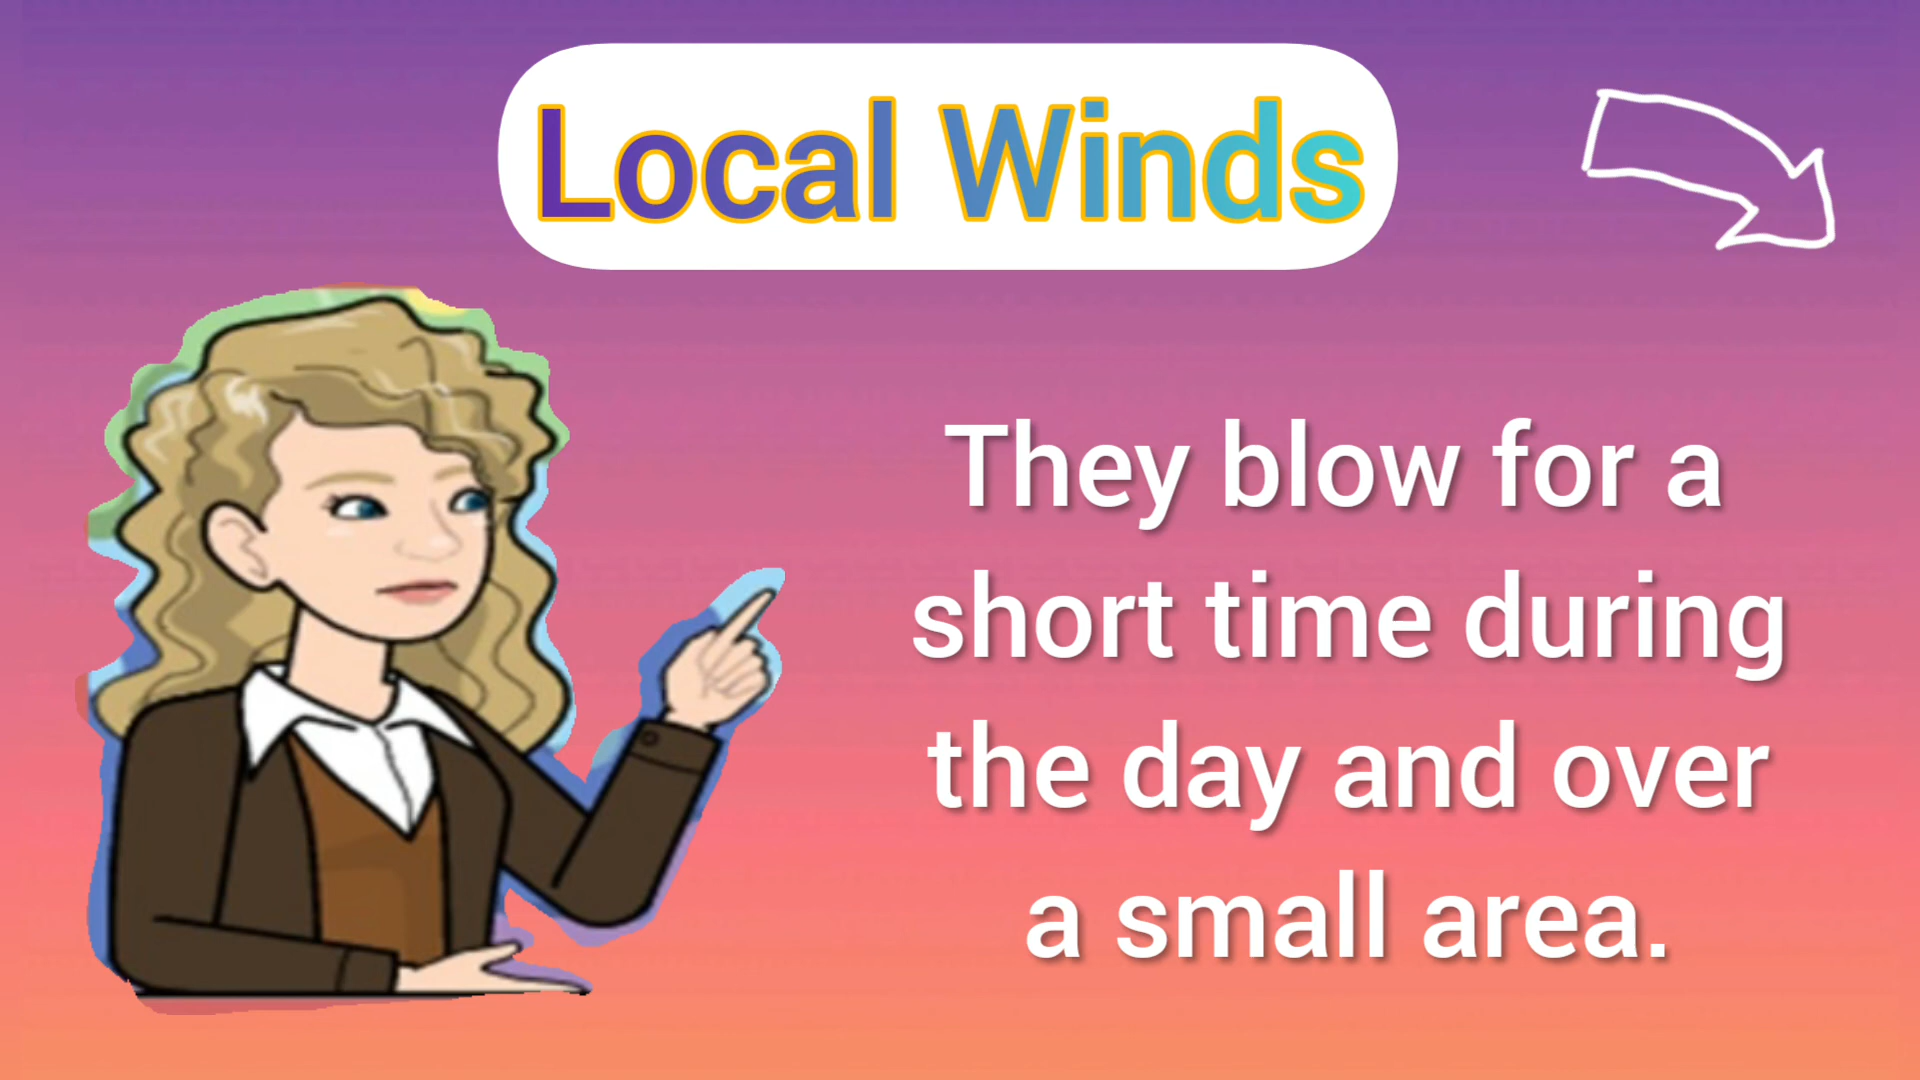 Local Winds
They blow for a
short time during
the day and over
a small area.